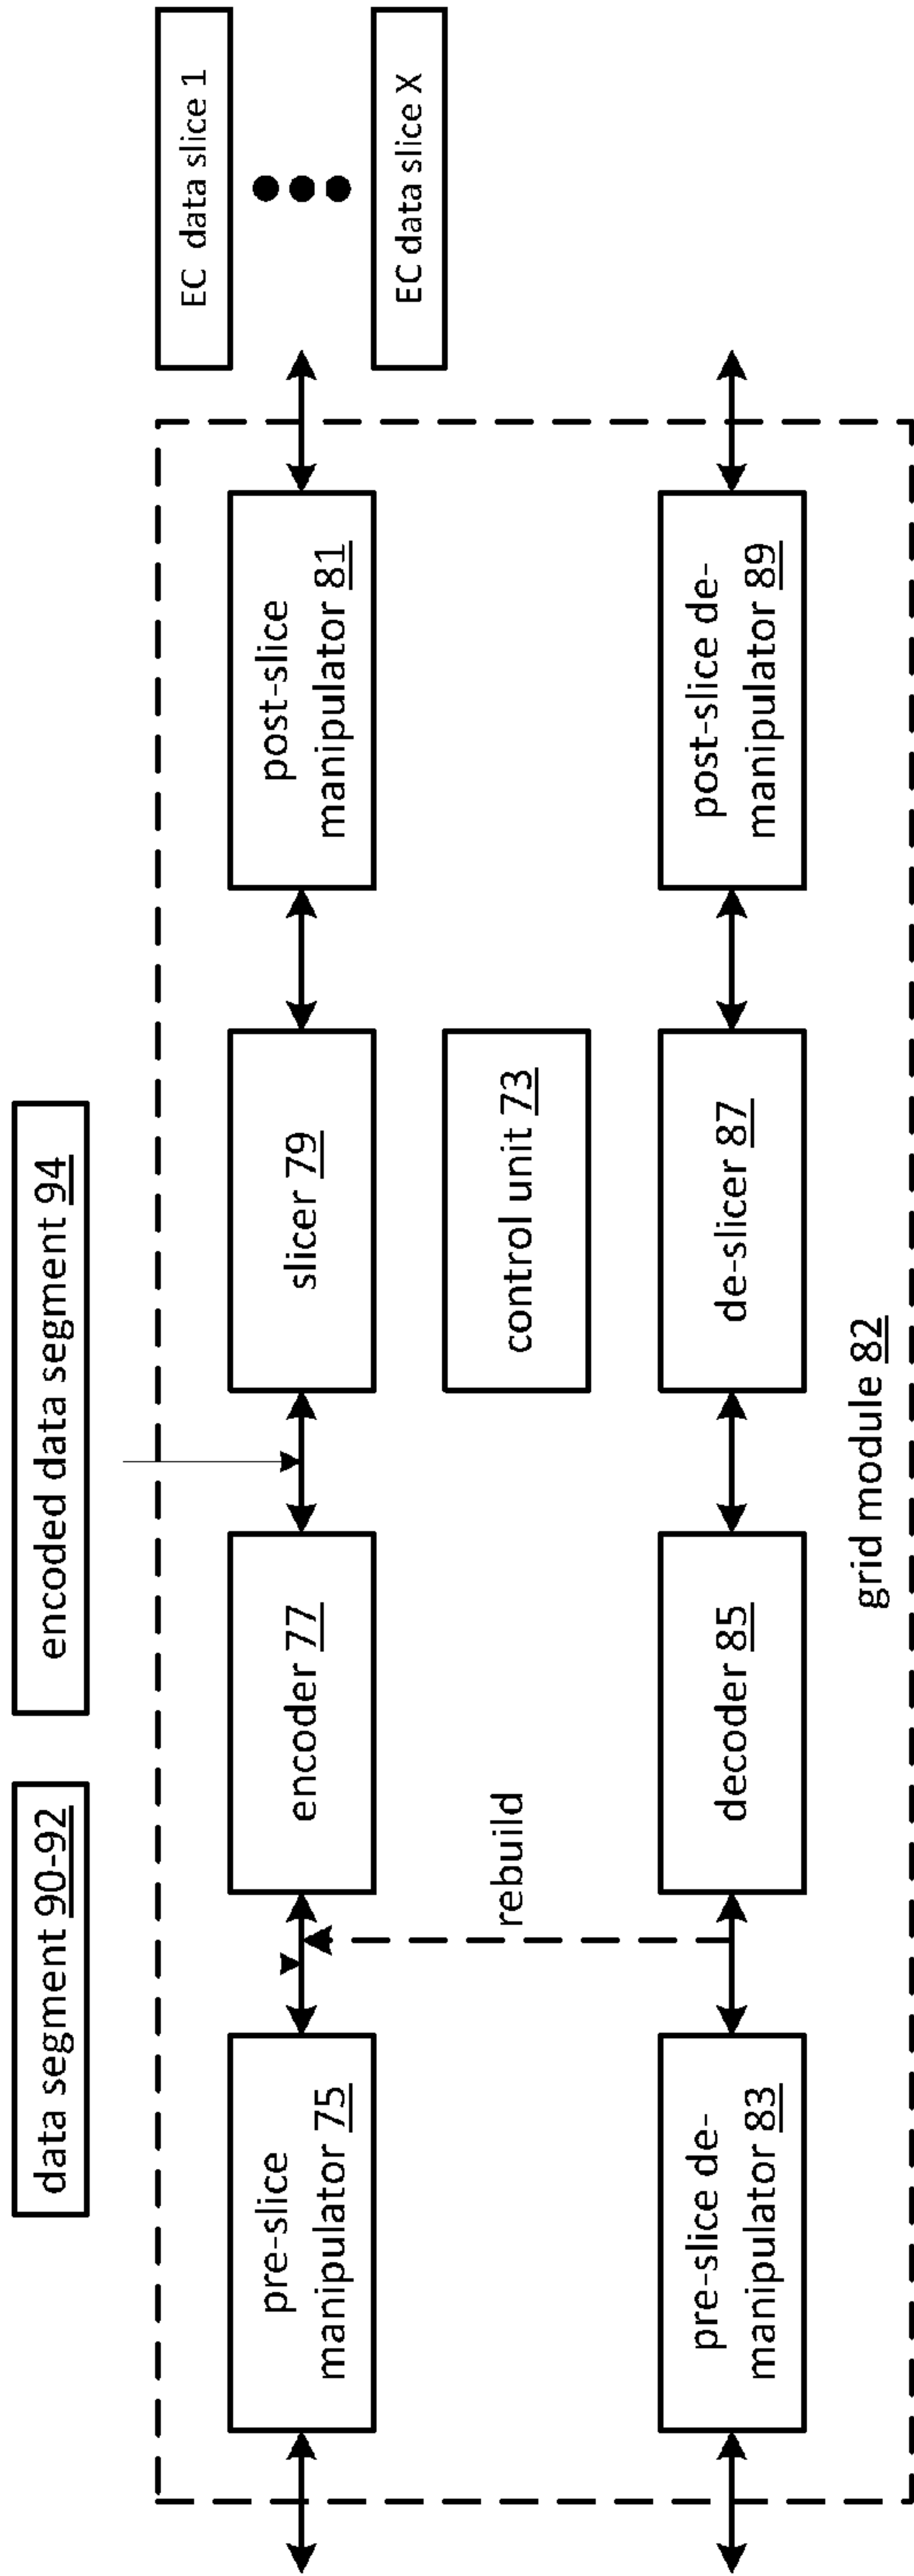 data segment 90-92
encoded data segment 94
EC data slice 1
EC data slice X
pre-slice
manipulator 75
encoder 77
slicer 79
post-slice
manipulator 81
rebuild
control unit 73
pre-slice de-
manipulator 83
decoder 85
de-slicer 87
post-slice de-
manipulator 89
grid module 82